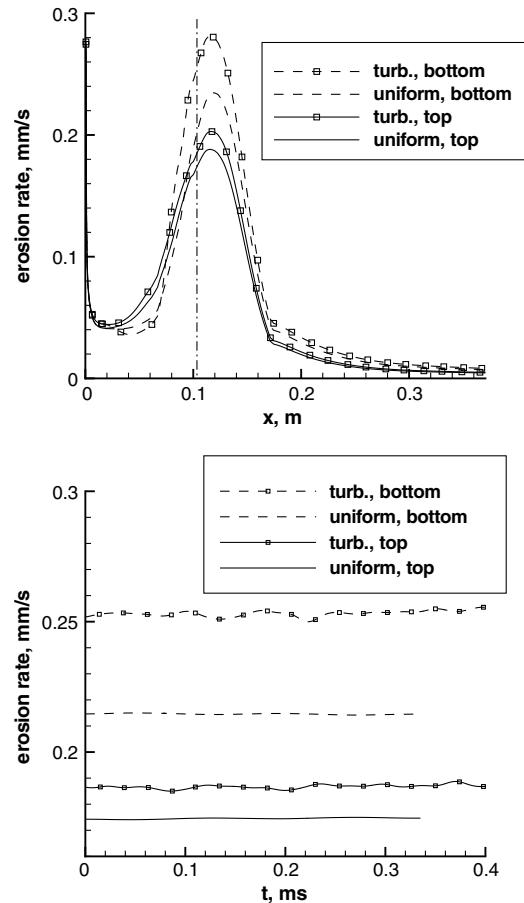 0.3
0.2
0.1
0
erosion rate, mm/s
turb., bottom
uniform, bottom
turb., top
uniform, top
0 0.1 0.2 0.3
x, m
0.3
0.25
0.2
erosion rate, mm/s
turb., bottom
uniform, bottom
turb., top
uniform, top
0 0.1 0.2 0.3 0.4
t, ms